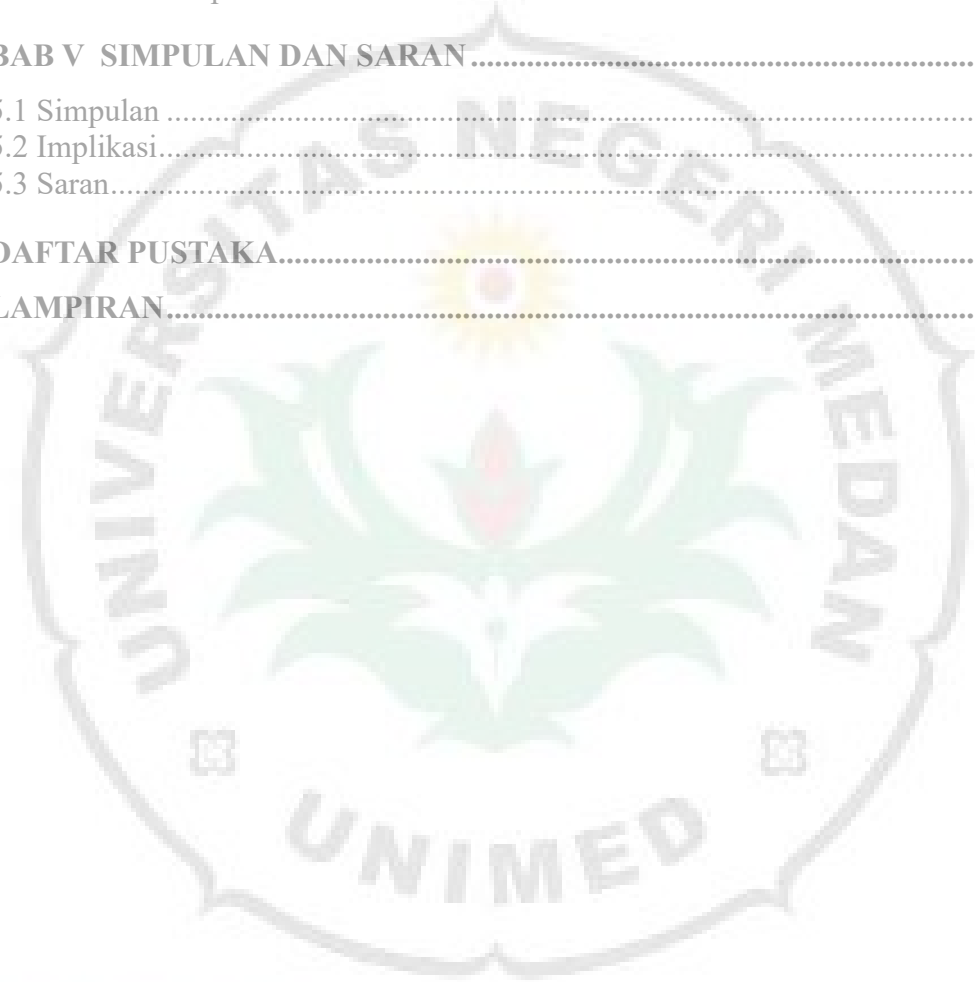 BAB V SIMPULAN DAN SARAN................................................................
5.1 Simpulan ................................................................
5.2 Implikasi................................................................
5.3 Saran................................................................
DAFTAR PUSTAKA................................................................
LAMPIRAN................................................................
UNIVERSITAS NEGERI MEDAN
UNIMED